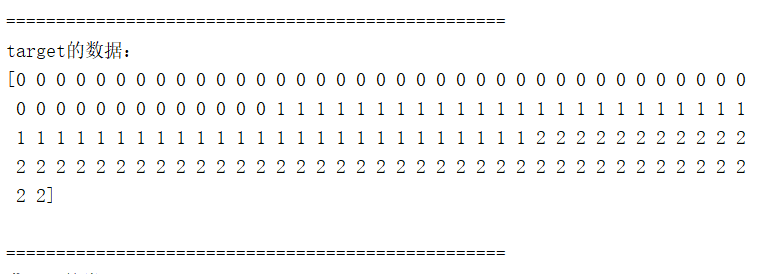 ==================================================
target的数据：
[0 0 0 0 0 0 0 0 0 0 0 0 0 0 0 0 0 0 0 0 0 0 0 0 0 0 0 0 0 0 0 0 0 0 0 0 0
0 0 0 0 0 0 0 0 0 0 0 0 0 1 1 1 1 1 1 1 1 1 1 1 1 1 1 1 1 1 1 1 1 1 1 1 1
1 1 1 1 1 1 1 1 1 1 1 1 1 1 1 1 1 1 1 1 1 1 1 1 1 1 2 2 2 2 2 2 2 2 2 2 2
2 2 2 2 2 2 2 2 2 2 2 2 2 2 2 2 2 2 2 2 2 2 2 2 2 2 2 2 2 2 2 2 2 2 2 2 2
2 2]
==================================================